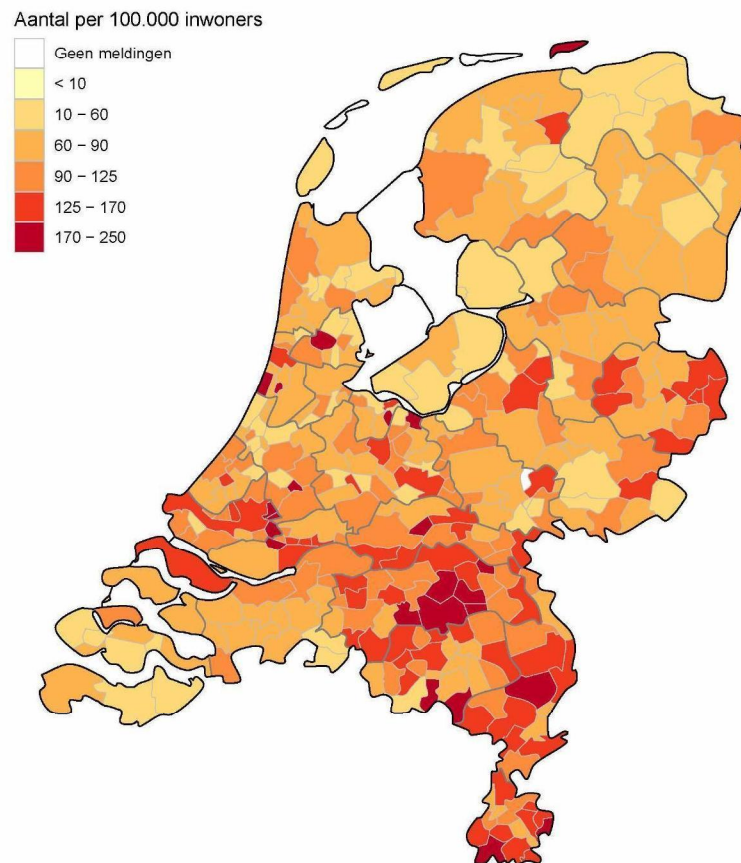 Aantal per 100.000 inwoners
Geen meldingen
< 10
10 – 60
60 – 90
90 – 125
125 – 170
170 – 250